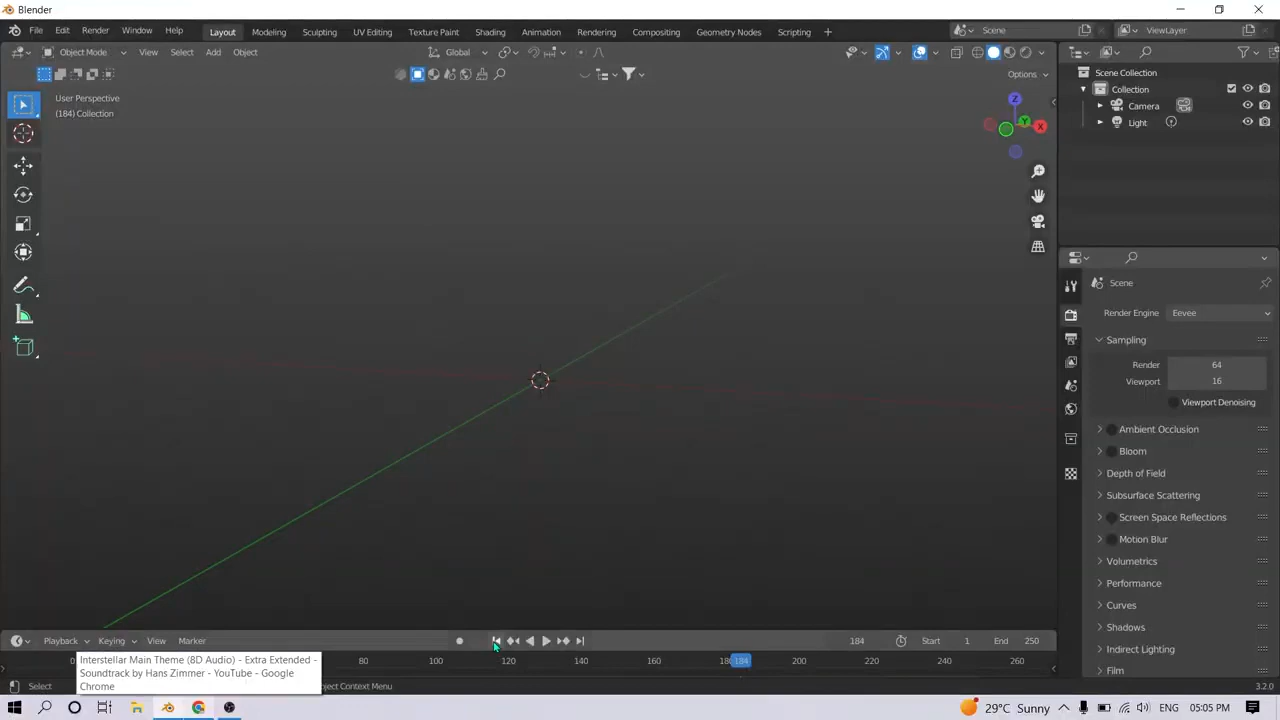 Blender
File Edit Render Window Help Layout Modeling Sculpting UV Editing Texture Paint Shading Animation Rendering Compositing Geometry Nodes Scripting + Scene ViewLayer
Object Mode View Select Add Object Global
Options
User Perspective
(184) Collection
Z
Y
X
Scene Collection
Collection
Camera
Light
Scene
Render Engine Eevee
Sampling
Render 64
Viewport 16
Viewport Denoising
Ambient Occlusion
Bloom
Depth of Field
Subsurface Scattering
Screen Space Reflections
Motion Blur
Volumetrics
Performance
Curves
Shadows
Indirect Lighting
Film
Playback Keying View Marker 184 Start 1 End 250
80 100 120 140 160 184 200 220 240 260
Interstellar Main Theme (8D Audio) - Extra Extended -
Soundtrack by Hans Zimmer - YouTube - Google
Chrome
Select
Object Context Menu
3.2.0
29°C Sunny ENG 05:05 PM